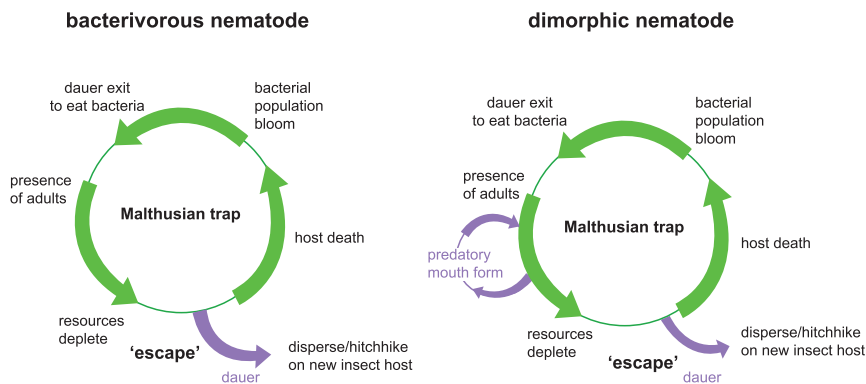 bacterivorous nematode
dauer exit
to eat bacteria
bacterial
population
bloom
presence
of adults
Malthusian trap
host death
resources
deplete
'escape'
disperse/hitchhike
on new insect host
dauer
dimorphic nematode
dauer exit
to eat bacteria
bacterial
population
bloom
presence
of adults
Malthusian trap
predatory
mouth form
host death
resources
deplete
'escape'
disperse/hitchhike
on new insect host
dauer